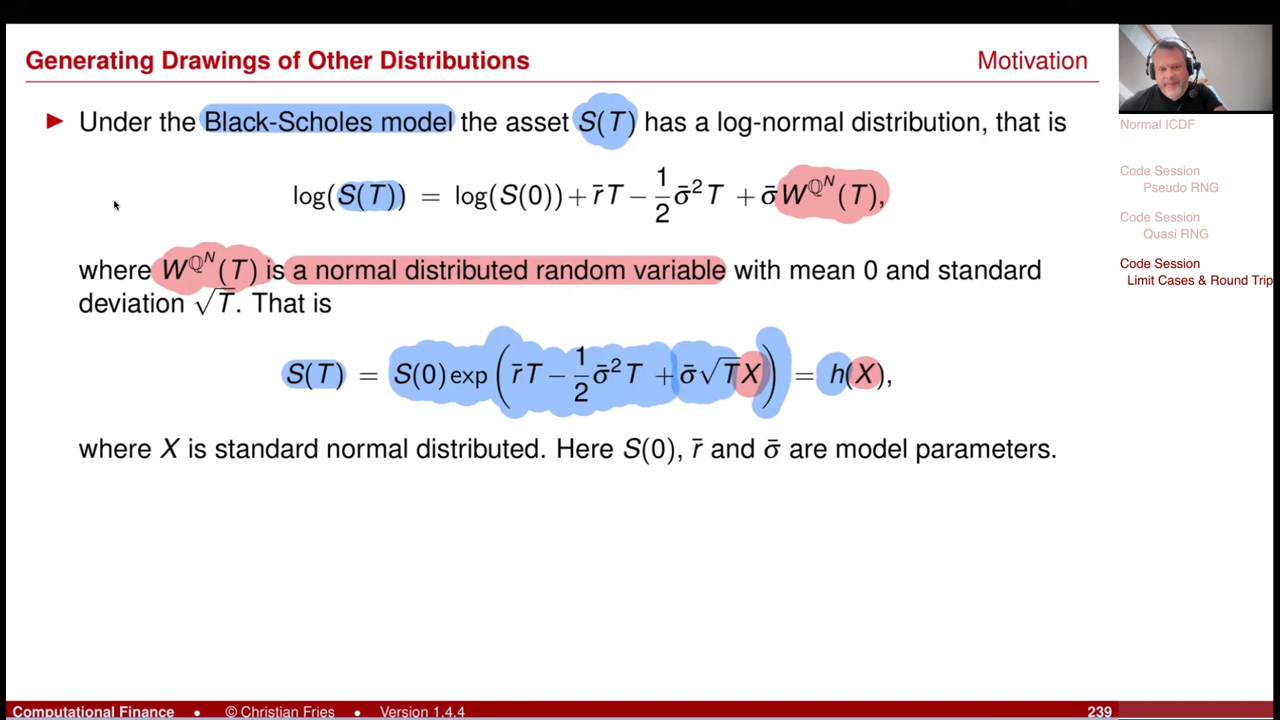 Generating Drawings of Other Distributions
Motivation
▶ Under the Black-Scholes model the asset S(T) has a log-normal distribution, that is
log(S(T)) = log(S(0)) + r̄T − 1/2 σ̄²T + σ̄W^{ℚ^N}(T),
where W^{ℚ^N}(T) is a normal distributed random variable with mean 0 and standard
deviation √T. That is
S(T) = S(0) exp(r̄T − 1/2 σ̄²T + σ̄√T X) = h(X),
where X is standard normal distributed. Here S(0), r̄ and σ̄ are model parameters.
Normal ICDF
Code Session
Pseudo RNG
Code Session
Quasi RNG
Code Session
Limit Cases & Round Trip
Computational Finance • © Christian Fries • Version 1.4.4
239